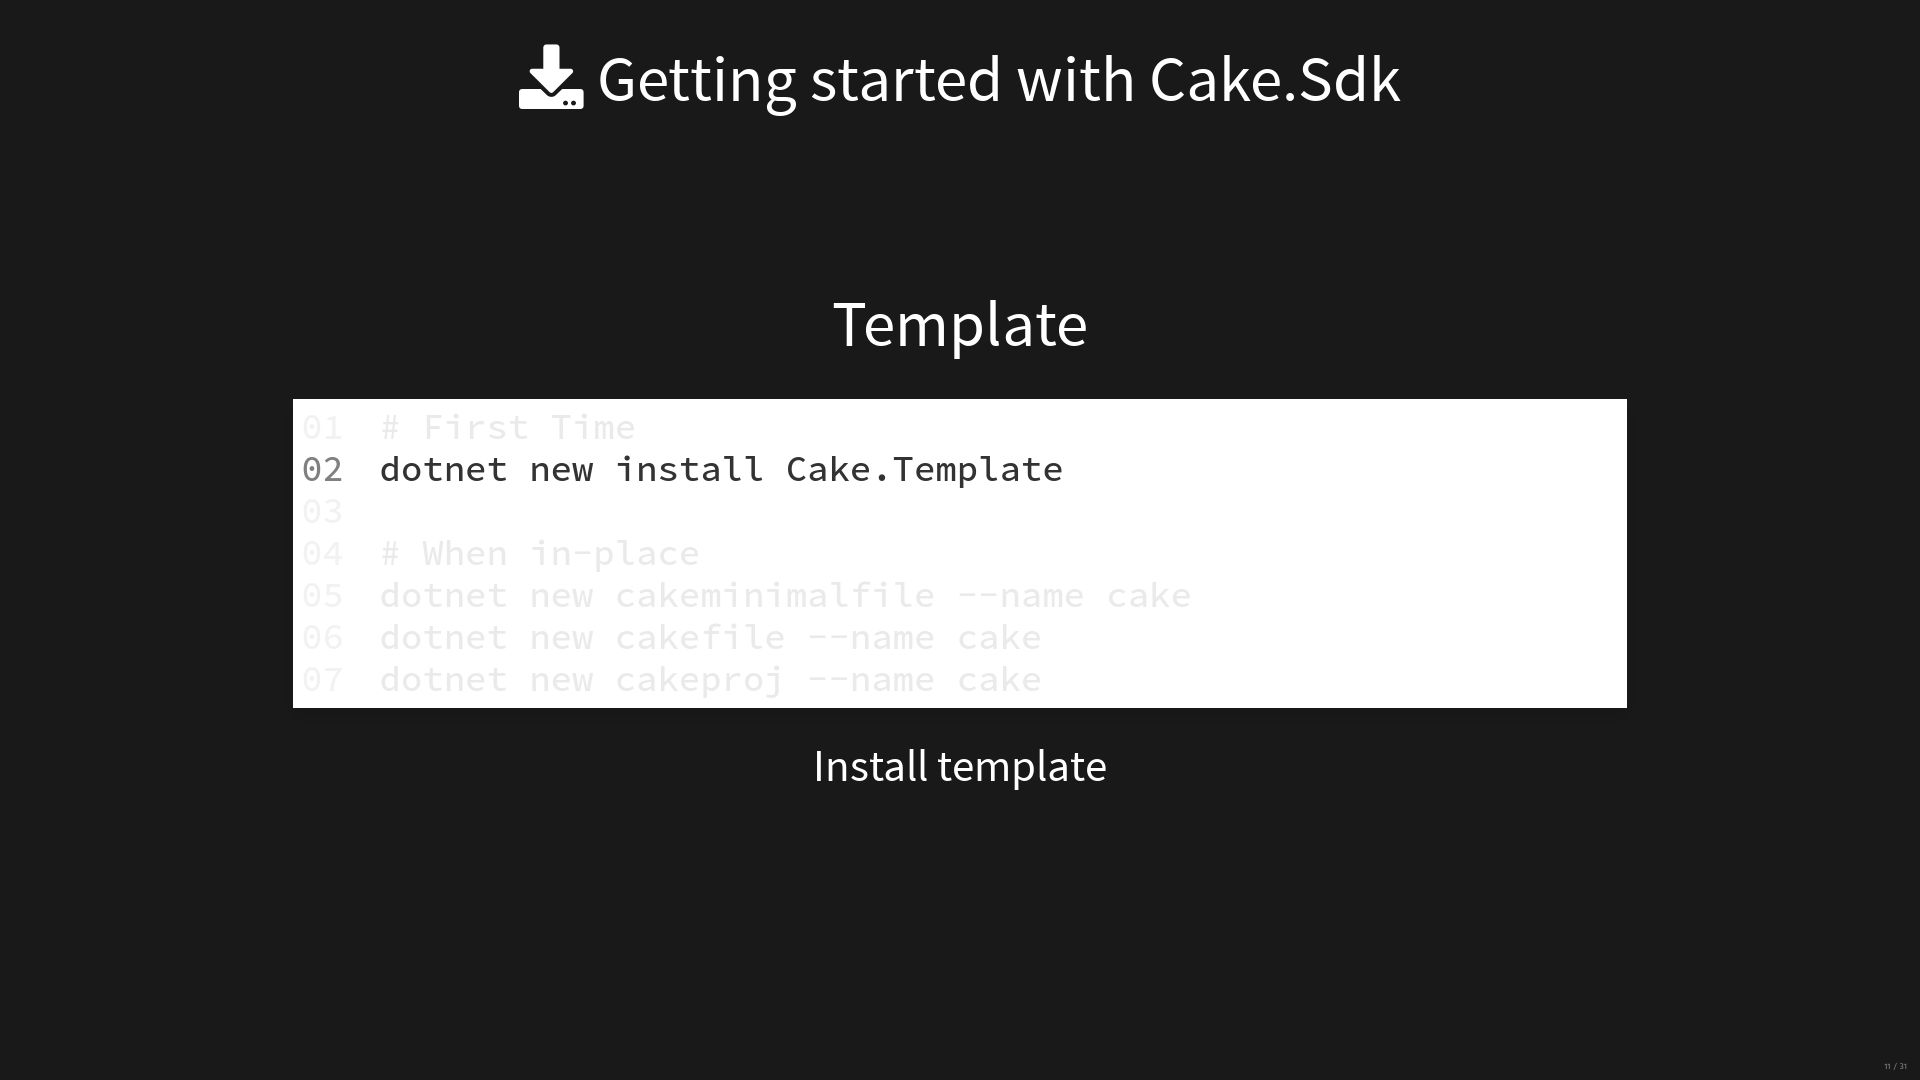 Getting started with Cake.Sdk
Template
01 # First Time
02 dotnet new install Cake.Template
03
04 # When in-place
05 dotnet new cakeminimalfile --name cake
06 dotnet new cakefile --name cake
07 dotnet new cakeproj --name cake
Install template
11 / 31